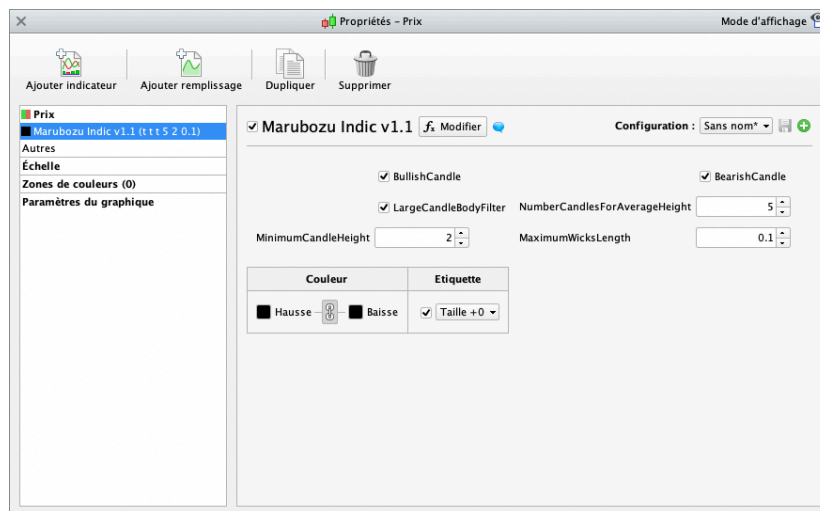 Propriétés – Prix
Mode d'affichage
Ajouter indicateur
Ajouter remplissage
Dupliquer
Supprimer
Prix
Marubozu Indic v1.1 (t t t 5 2 0.1)
Autres
Échelle
Zones de couleurs (0)
Paramètres du graphique
Marubozu Indic v1.1
fx Modifier
Configuration :
Sans nom*
BullishCandle
BearishCandle
LargeCandleBodyFilter
NumberCandlesForAverageHeight
5
MinimumCandleHeight
2
MaximumWicksLength
0.1
Couleur
Etiquette
Hausse
Baisse
Taille +0